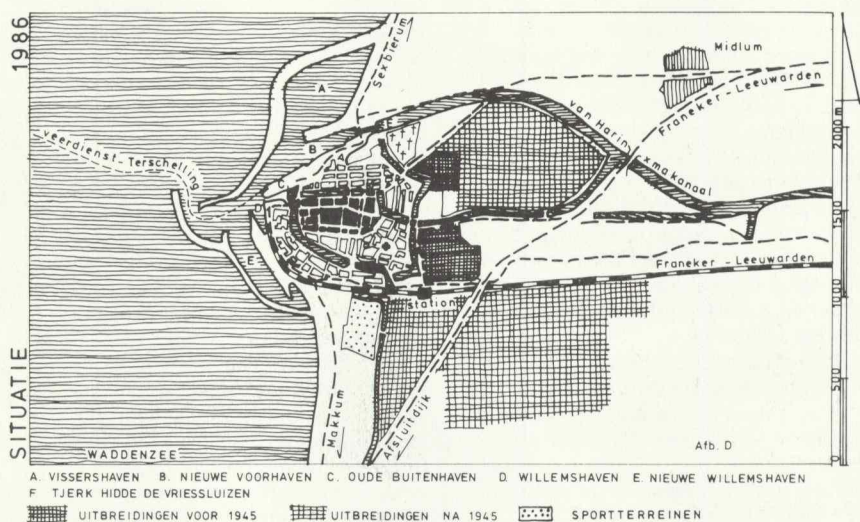 SITUATIE 1986
Sexbierum
Midlum
A
van Harinxmakanaal
Franeker-Leeuwarden
B
F
A
veerdienst-Terschelling
C
D
E
Franeker-Leeuwarden
station
Makkum
Afsluitdijk
WADDENZEE
Afb. D
2000
1500
1000
500
0
A. VISSERSHAVEN B. NIEUWE VOORHAVEN C. OUDE BUITENHAVEN D. WILLEMSHAVEN E. NIEUWE WILLEMSHAVEN
F TJERK HIDDE DE VRIESSLUIZEN
UITBREIDINGEN VOOR 1945 UITBREIDINGEN NA 1945 SPORTTERREINEN